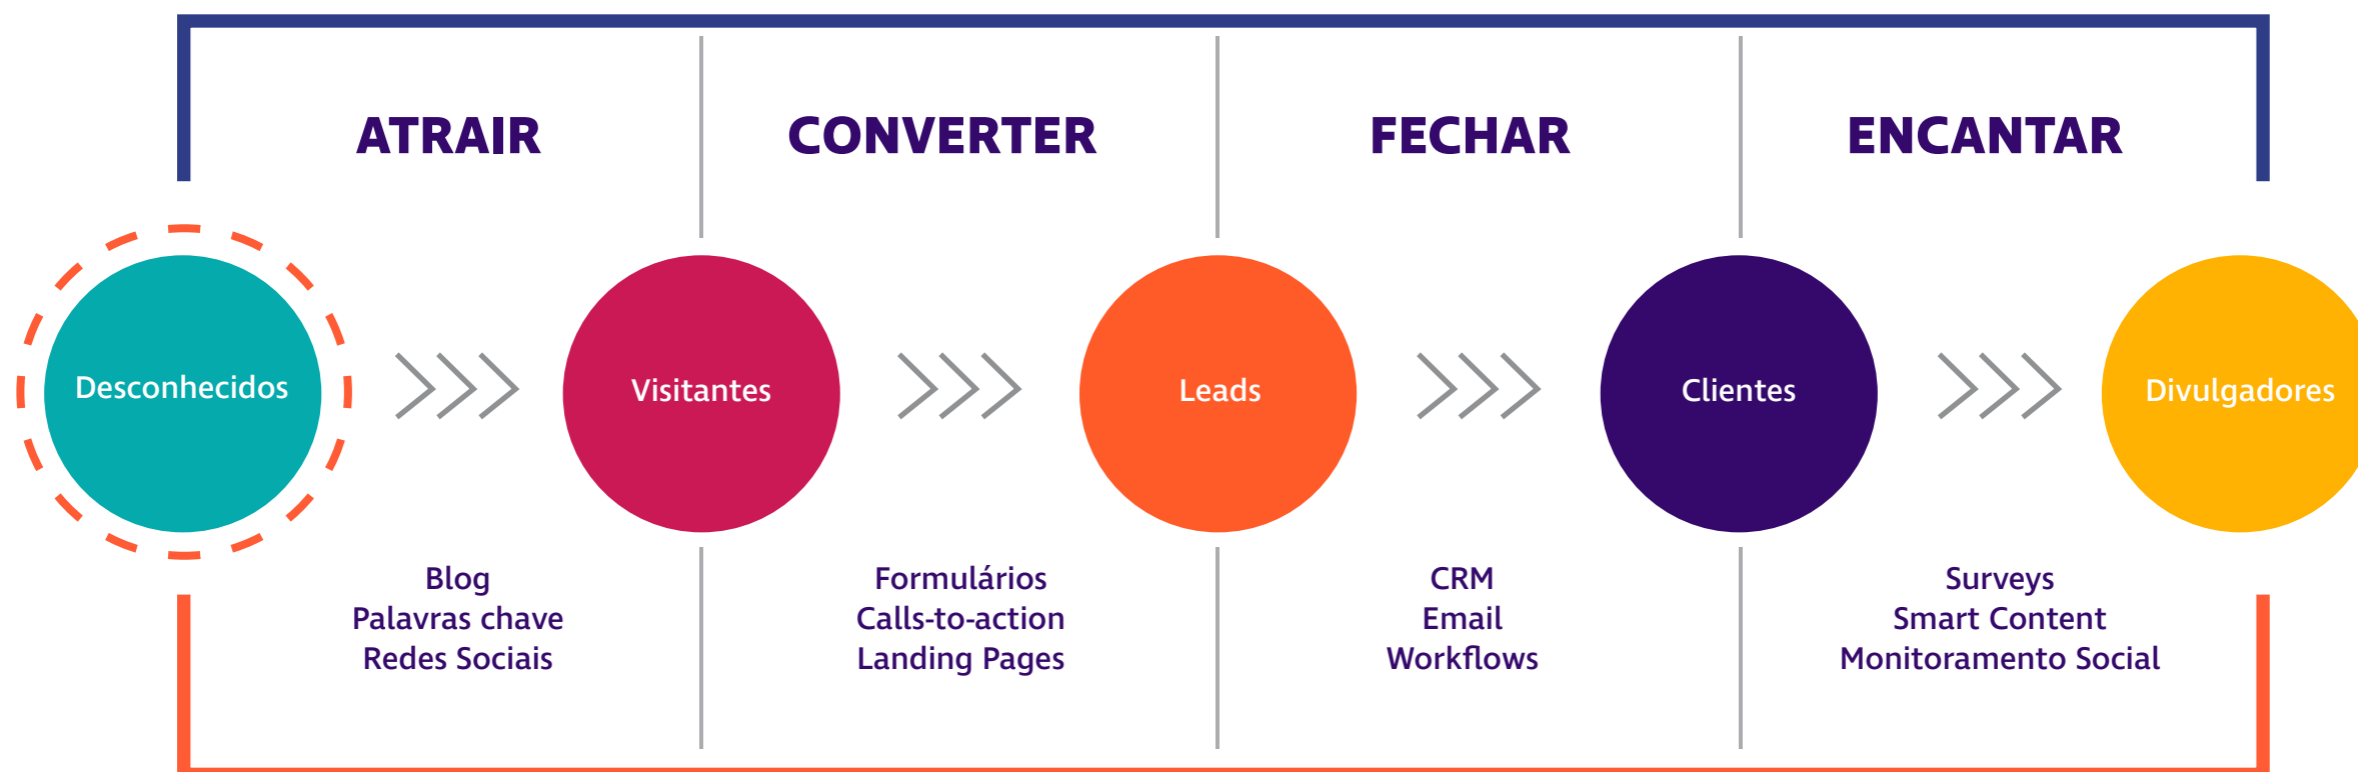 ATRAIR
CONVERTER
FECHAR
ENCANTAR
Desconhecidos
Visitantes
Leads
Clientes
Divulgadores
Blog
Palavras chave
Redes Sociais
Formulários
Calls-to-action
Landing Pages
CRM
Email
Workflows
Surveys
Smart Content
Monitoramento Social